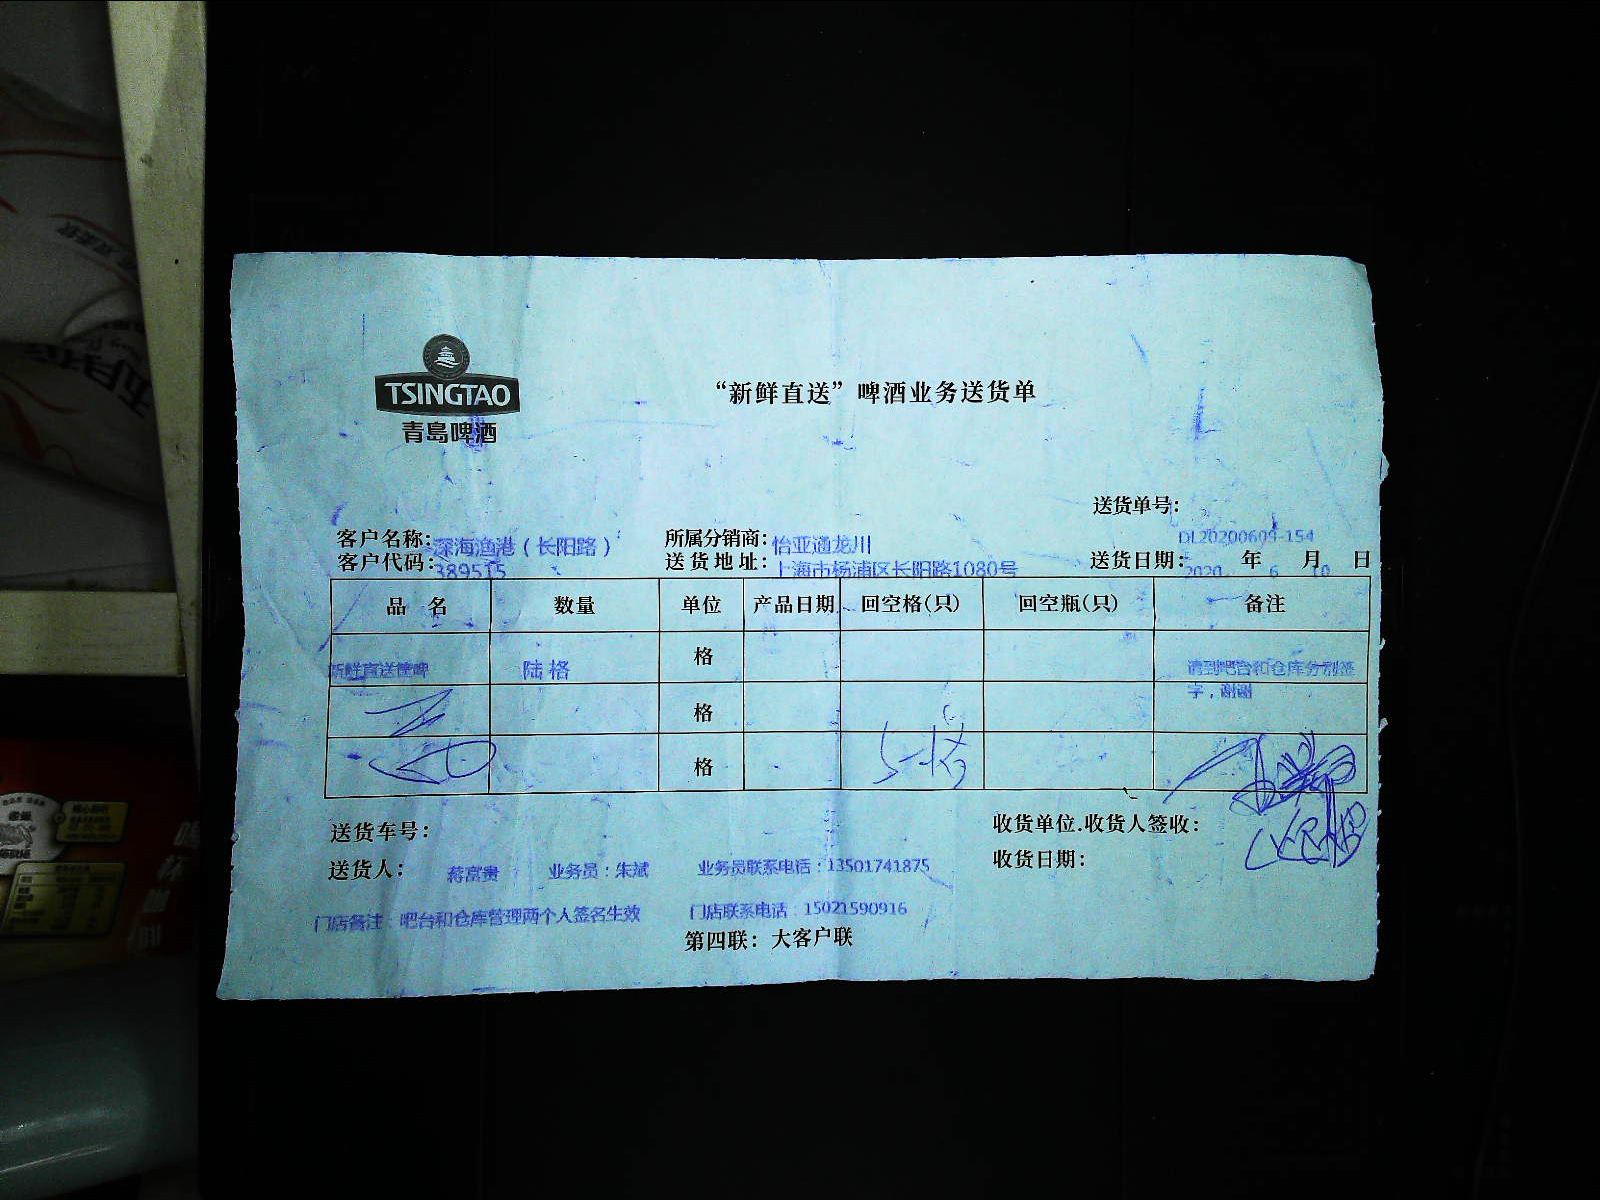 TSINGTAO
青島啤酒
“新鲜直送”啤酒业务送货单
送货单号：
DL20200609-154
客户名称：深海渔港（长阳路） 所属分销商：怡亚通龙川
客户代码：389515 送货地址：上海市杨浦区长阳路1080号 送货日期：2020 年 6 月 10 日
品 名 数量 单位 产品日期 回空格(只) 回空瓶(只) 备注
新鲜直送 陆格 格 请到吧台和仓库分别签
字，谢谢
格
格
送货车号： 收货单位.收货人签收：
送货人： 蒋富贵 业务员：朱斌 业务员联系电话：13501741875 收货日期：
门店备注：吧台和仓库管理两个人签名生效 门店联系电话：15021590916
第四联：大客户联